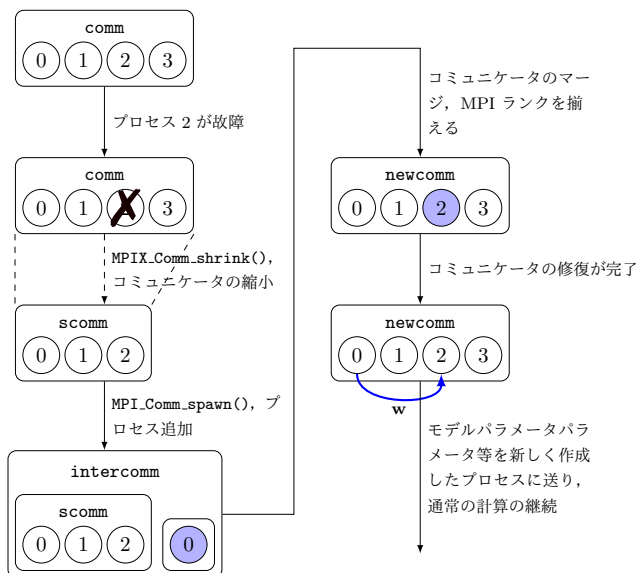 comm
0 1 2 3
プロセス 2 が故障
comm
0 1 3
MPIX_Comm_shrink(),
コミュニケータの縮小
scomm
0 1 2
MPI_Comm_spawn(), プ
ロセス追加
intercomm
scomm
0 1 2 0
コミュニケータのマー
ジ，MPI ランクを揃
える
newcomm
0 1 2 3
コミュニケータの修復が完了
newcomm
0 1 2 3
w
モデルパラメータパラ
メータ等を新しく作成
したプロセスに送り，
通常の計算の継続